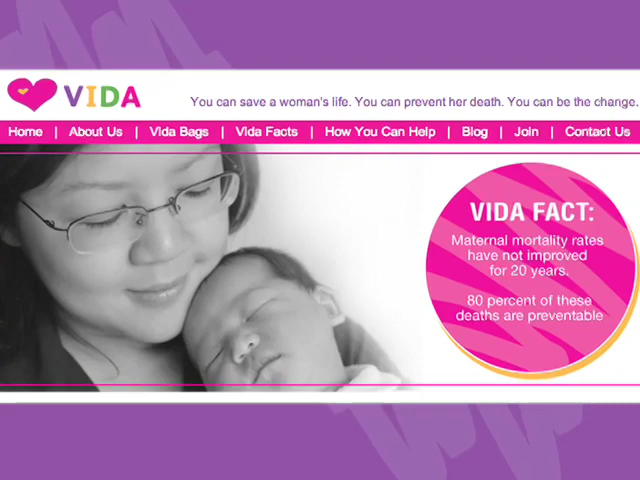 VIDA
You can save a woman's life. You can prevent her death. You can be the change.
Home | About Us | Vida Bags | Vida Facts | How You Can Help | Blog | Join | Contact Us
VIDA FACT:
Maternal mortality rates
have not improved
for 20 years.
80 percent of these
deaths are preventable